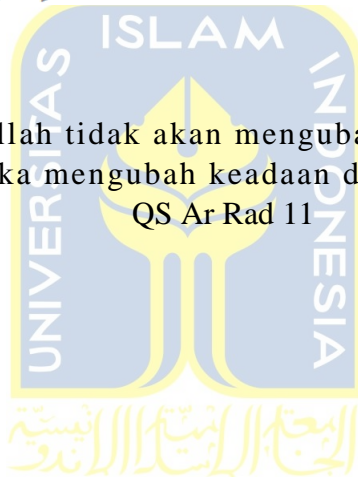 ISLAM
UNIVERSITAS
INDONESIA
llah tidak akan menguba
ka mengubah keadaan d
QS Ar Rad 11